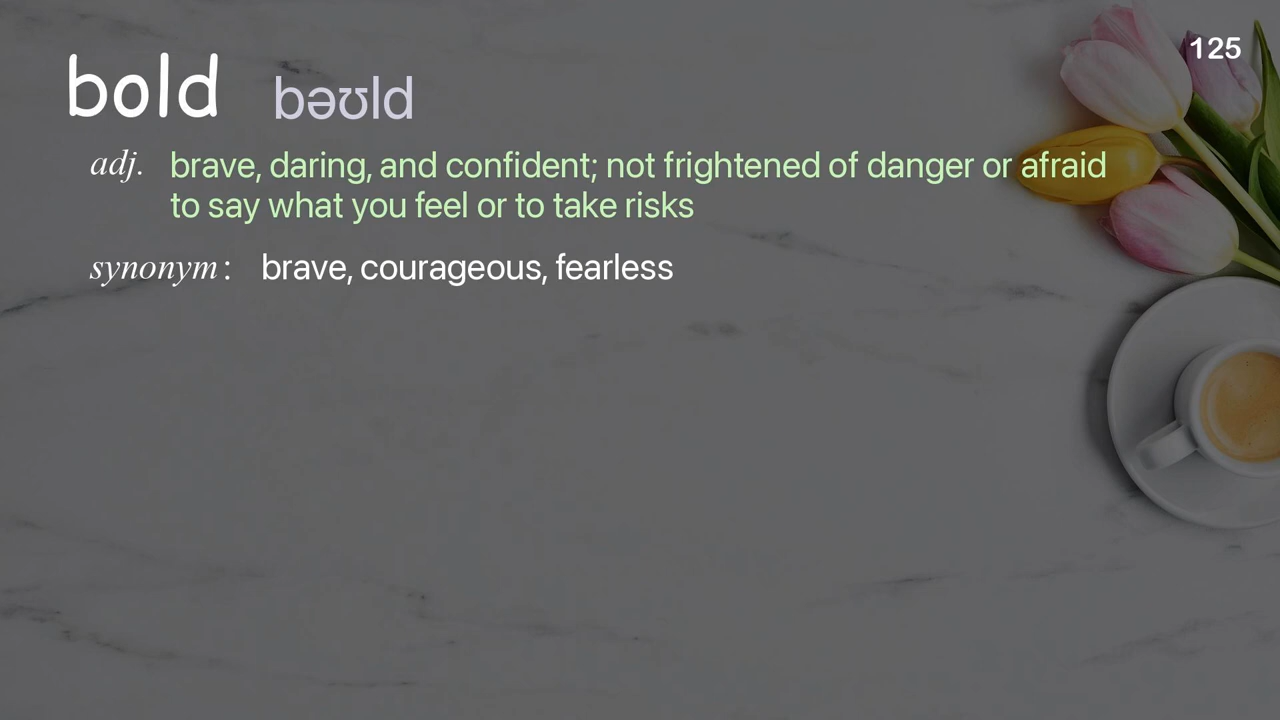 125
bold bəʊld
adj. brave, daring, and confident; not frightened of danger or afraid
to say what you feel or to take risks
synonym: brave, courageous, fearless